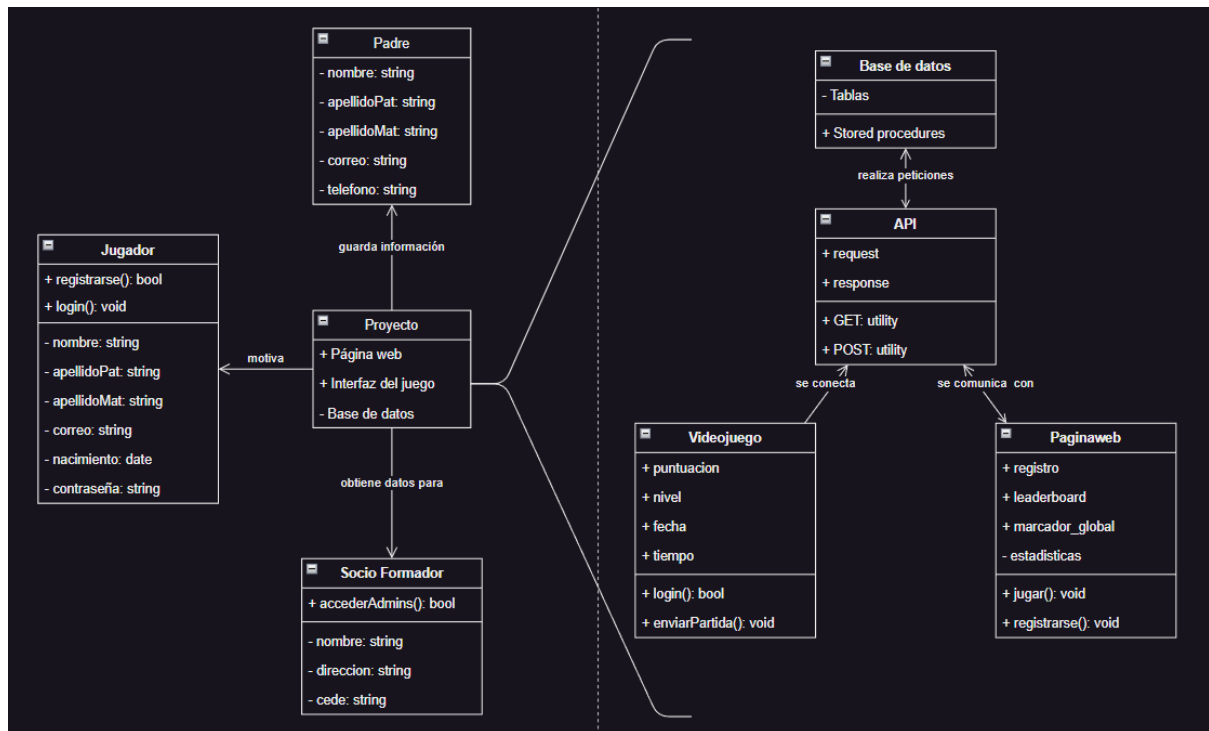 Padre
- nombre: string
- apellidoPat: string
- apellidoMat: string
- correo: string
- telefono: string
guarda información
Jugador
+ registrarse(): bool
+ login(): void
- nombre: string
- apellidoPat: string
- apellidoMat: string
- correo: string
- nacimiento: date
- contraseña: string
motiva
Proyecto
+ Página web
+ Interfaz del juego
- Base de datos
obtiene datos para
Socio Formador
+ accederAdmins(): bool
- nombre: string
- direccion: string
- cede: string
Base de datos
- Tablas
+ Stored procedures
realiza peticiones
API
+ request
+ response
+ GET: utility
+ POST: utility
se conecta
se comunica con
Videojuego
+ puntuacion
+ nivel
+ fecha
+ tiempo
+ login(): bool
+ enviarPartida(): void
Paginaweb
+ registro
+ leaderboard
+ marcador_global
- estadisticas
+ jugar(): void
+ registrarse(): void